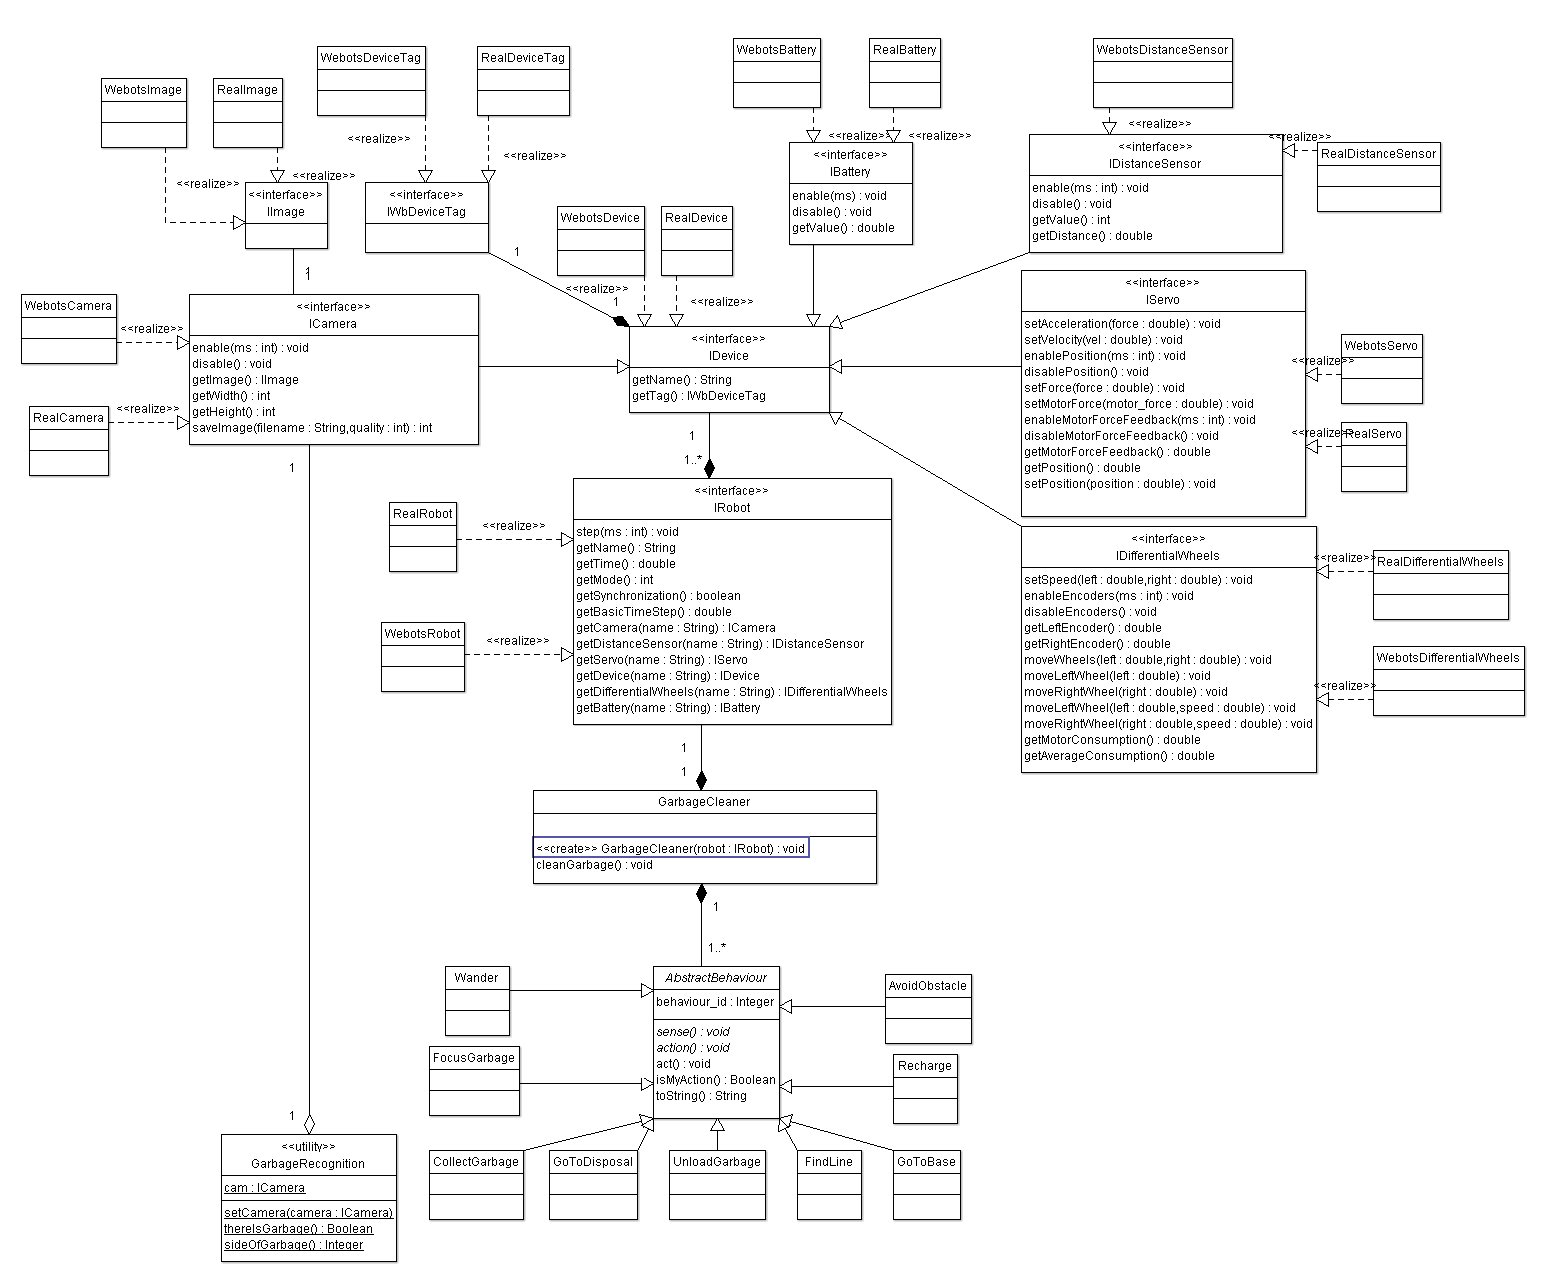 WebotsDeviceTag
RealDeviceTag
WebotsBattery
RealBattery
WebotsDistanceSensor
WebotsImage
RealImage
<<realize>>
<<realize>>
<<realize>>
<<realize>>
<<realize>>
<<realize>>
<<realize>>
<<realize>>
<<interface>>
IImage
<<interface>>
IWbDeviceTag
<<interface>>
IBattery
enable(ms) : void
disable() : void
getValue() : double
<<interface>>
IDistanceSensor
enable(ms : int) : void
disable() : void
getValue() : int
getDistance() : double
RealDistanceSensor
WebotsDevice
RealDevice
<<realize>>
<<realize>>
1
1
1
WebotsCamera
<<realize>>
RealCamera
<<realize>>
<<interface>>
ICamera
enable(ms : int) : void
disable() : void
getImage() : IImage
getWidth() : int
getHeight() : int
saveImage(filename : String,quality : int) : int
<<interface>>
IDevice
getName() : String
getTag() : IWbDeviceTag
<<interface>>
IServo
setAcceleration(force : double) : void
setVelocity(vel : double) : void
enablePosition(ms : int) : void
disablePosition() : void
setForce(force : double) : void
setMotorForce(motor_force : double) : void
enableMotorForceFeedback(ms : int) : void
disableMotorForceFeedback() : void
getMotorForceFeedback() : double
getPosition() : double
setPosition(position : double) : void
WebotsServo
<<realize>>
RealServo
<<realize>>
1
1
1..*
<<interface>>
IRobot
step(ms : int) : void
getName() : String
getTime() : double
getMode() : int
getSynchronization() : boolean
getBasicTimeStep() : double
getCamera(name : String) : ICamera
getDistanceSensor(name : String) : IDistanceSensor
getServo(name : String) : IServo
getDevice(name : String) : IDevice
getDifferentialWheels(name : String) : IDifferentialWheels
getBattery(name : String) : IBattery
RealRobot
<<realize>>
WebotsRobot
<<realize>>
<<interface>>
IDifferentialWheels
setSpeed(left : double,right : double) : void
enableEncoders(ms : int) : void
disableEncoders() : void
getLeftEncoder() : double
getRightEncoder() : double
moveWheels(left : double,right : double) : void
moveLeftWheel(left : double) : void
moveRightWheel(right : double) : void
moveLeftWheel(left : double,speed : double) : void
moveRightWheel(right : double,speed : double) : void
getMotorConsumption() : double
getAverageConsumption() : double
<<realize>>
RealDifferentialWheels
WebotsDifferentialWheels
<<realize>>
1
1
GarbageCleaner
<<create>> GarbageCleaner(robot : IRobot) : void
cleanGarbage() : void
1
1..*
AbstractBehaviour
behaviour_id : Integer
sense() : void
action() : void
act() : void
isMyAction() : Boolean
toString() : String
Wander
FocusGarbage
AvoidObstacle
Recharge
CollectGarbage
GoToDisposal
UnloadGarbage
FindLine
GoToBase
1
<<utility>>
GarbageRecognition
cam : ICamera
setCamera(camera : ICamera)
thereIsGarbage() : Boolean
sideOfGarbage() : Integer